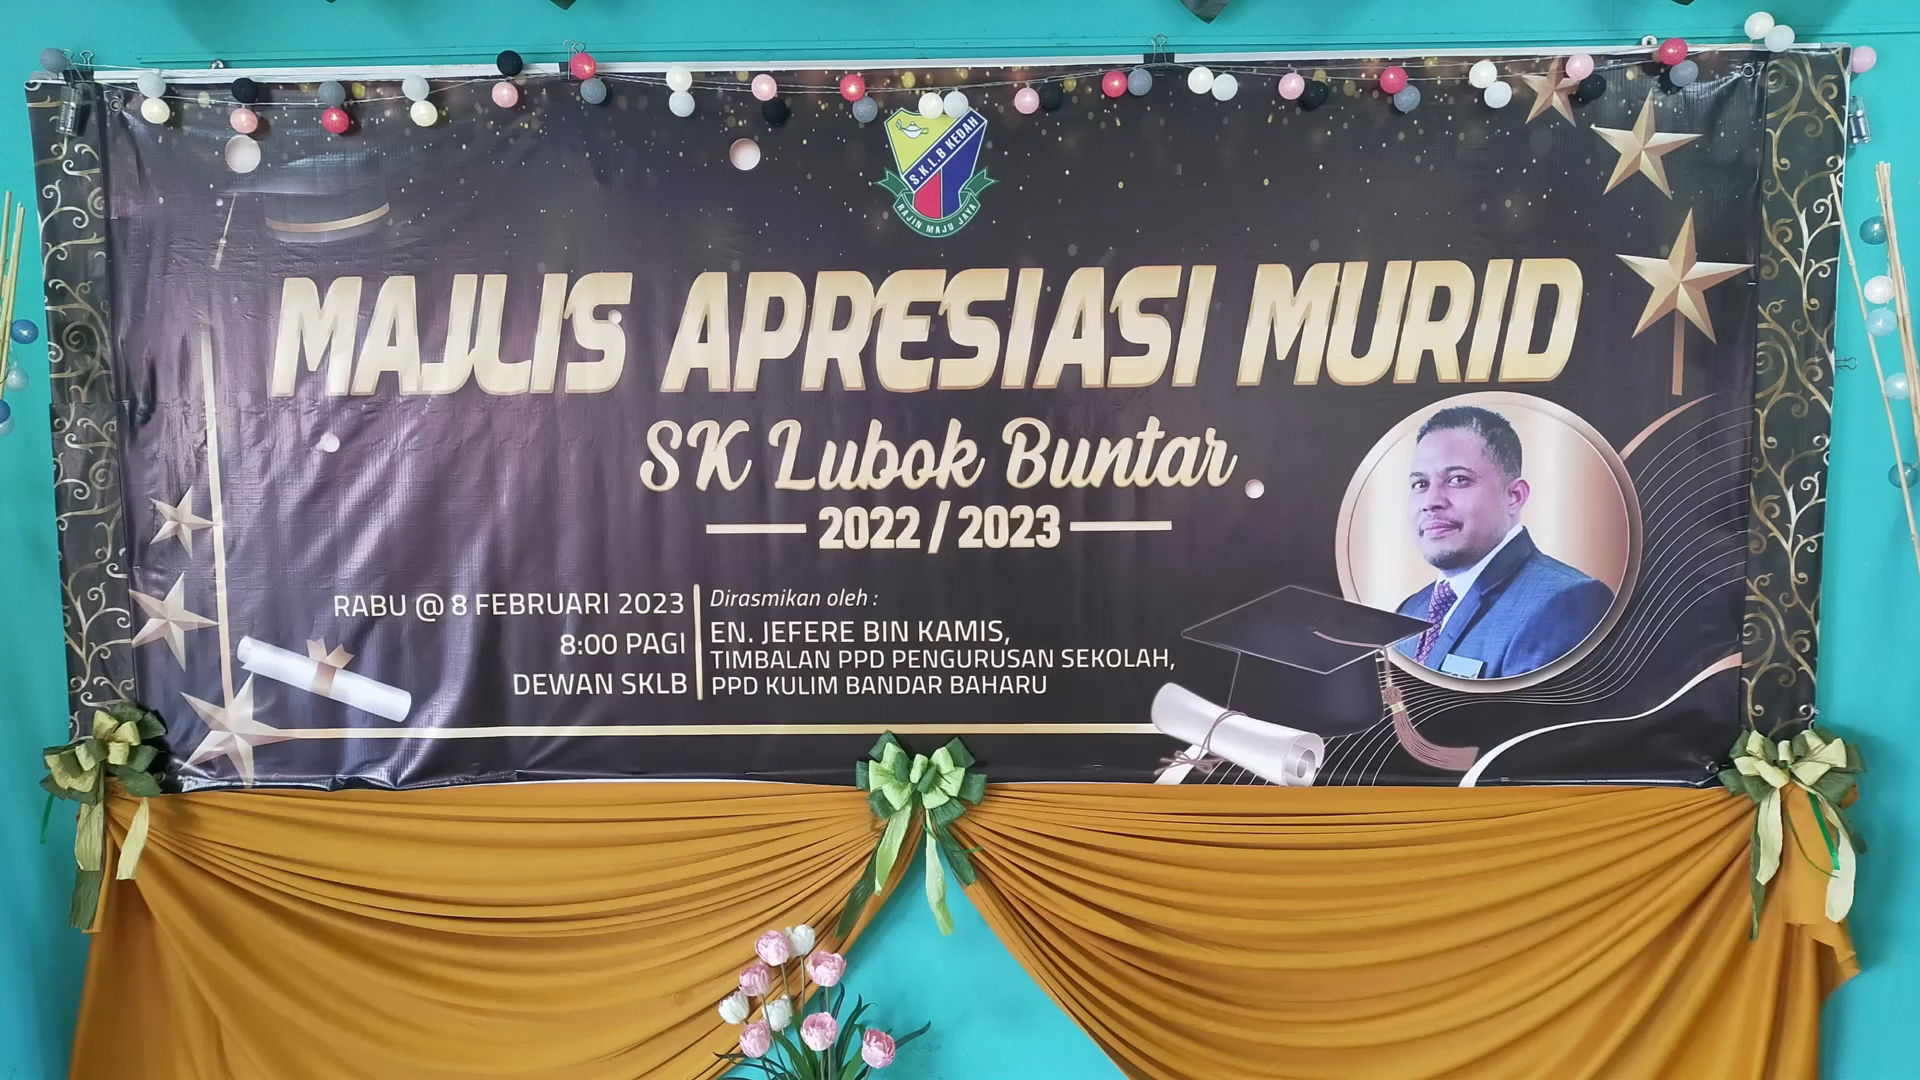 S.K.L.B KEDAH
RAJIN MAJU JAYA
MAJLIS APRESIASI MURID
SK Lubok Buntar
2022 / 2023
RABU @ 8 FEBRUARI 2023
8:00 PAGI
DEWAN SKLB
Dirasmikan oleh :
EN. JEFERE BIN KAMIS,
TIMBALAN PPD PENGURUSAN SEKOLAH,
PPD KULIM BANDAR BAHARU